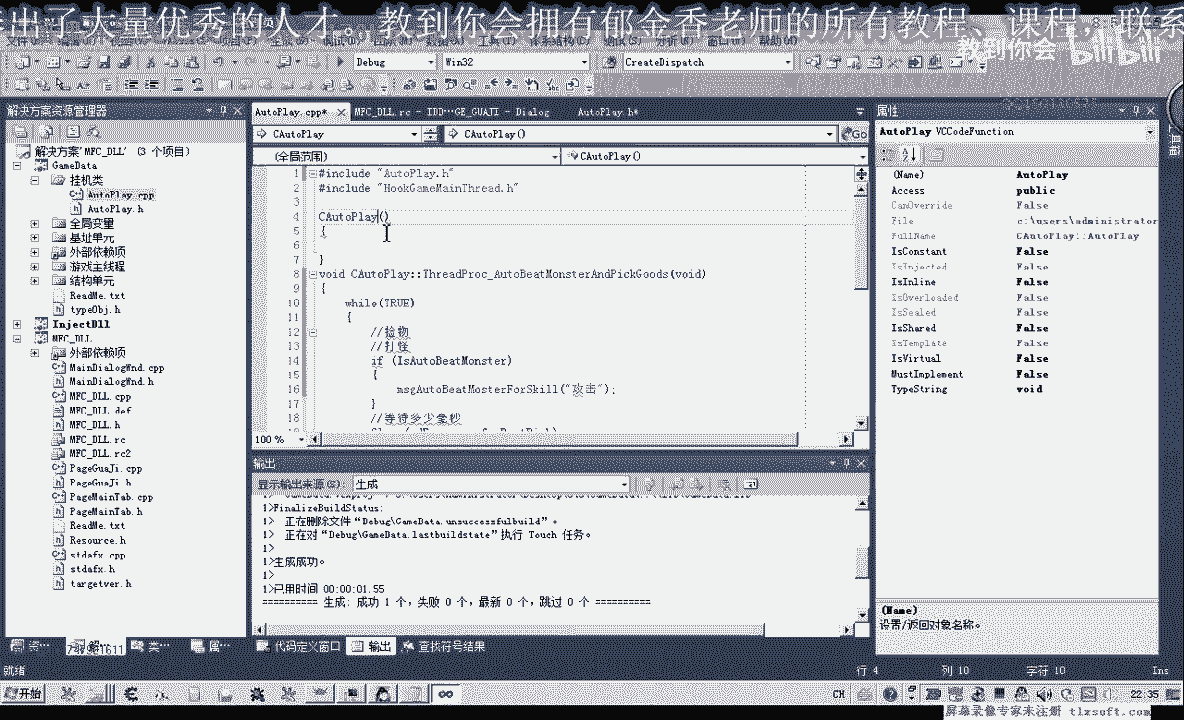 出了大量优秀的人才。教到你会拥有郁金香老师的所有教程、课程，联系
教到你会 bilibili
Debug
Win32
CreateDispatch
解决方案资源管理器
解决方案'MFC_DLL' (3 个项目)
GameData
挂机类
AutoPlay.cpp
AutoPlay.h
全局变量
基址单元
外部依赖项
游戏主线程
结构单元
ReadMe.txt
typeObj.h
InjectDll
MFC_DLL
外部依赖项
MainDialogWnd.cpp
MainDialogWnd.h
MFC_DLL.cpp
MFC_DLL.def
MFC_DLL.h
MFC_DLL.rc
MFC_DLL.rc2
PageGuaJi.cpp
PageGuaJi.h
PageMainTab.cpp
PageMainTab.h
ReadMe.txt
Resource.h
stdafx.cpp
stdafx.h
targetver.h
AutoPlay.cpp*
MFC_DLL.rc - IDD...GE_GUAJI - Dialog
AutoPlay.h*
CAutoPlay
CAutoPlay()
Go
(全局范围)
CAutoPlay()
1 #include "AutoPlay.h"
2 #include "HookGameMainThread.h"
3
4 CAutoPlay()
5 {
6
7 }
8 void CAutoPlay::ThreadProc_AutoBeatMonsterAndPickGoods(void)
9 {
10 while(TRUE)
11 {
12 //捡物
13 //打怪
14 if (IsAutoBeatMonster)
15 {
16 msgAutoBeatMosterForSkill("攻击");
17 }
18 //等待多少毫秒
100 %
输出
显示输出来源(S): 生成
1>FinalizeBuildStatus:
1> 正在删除文件“Debug\GameData.unsuccessfulbuild”。
1> 正在对“Debug\GameData.lastbuildstate”执行 Touch 任务。
1>
1>生成成功。
1>
1>已用时间 00:00:01.55
========== 生成: 成功 1 个，失败 0 个，最新 0 个，跳过 0 个 ==========
代码定义窗口
输出
查找符号结果
属性
AutoPlay VCCodeFunction
(Name) AutoPlay
Access public
CanOverride False
File c:\users\administrator
FullName CAutoPlay::AutoPlay
IsConstant False
IsInjected False
IsInline False
IsOverloaded False
IsSealed False
IsShared False
IsTemplate False
IsVirtual False
MustImplement False
TypeString void
(Name)
设置/返回对象名称。
就绪
行 4
列 10
字符 10
Ins
开始
CH
22:35
屏幕录像专家未注册 tlxsoft.com